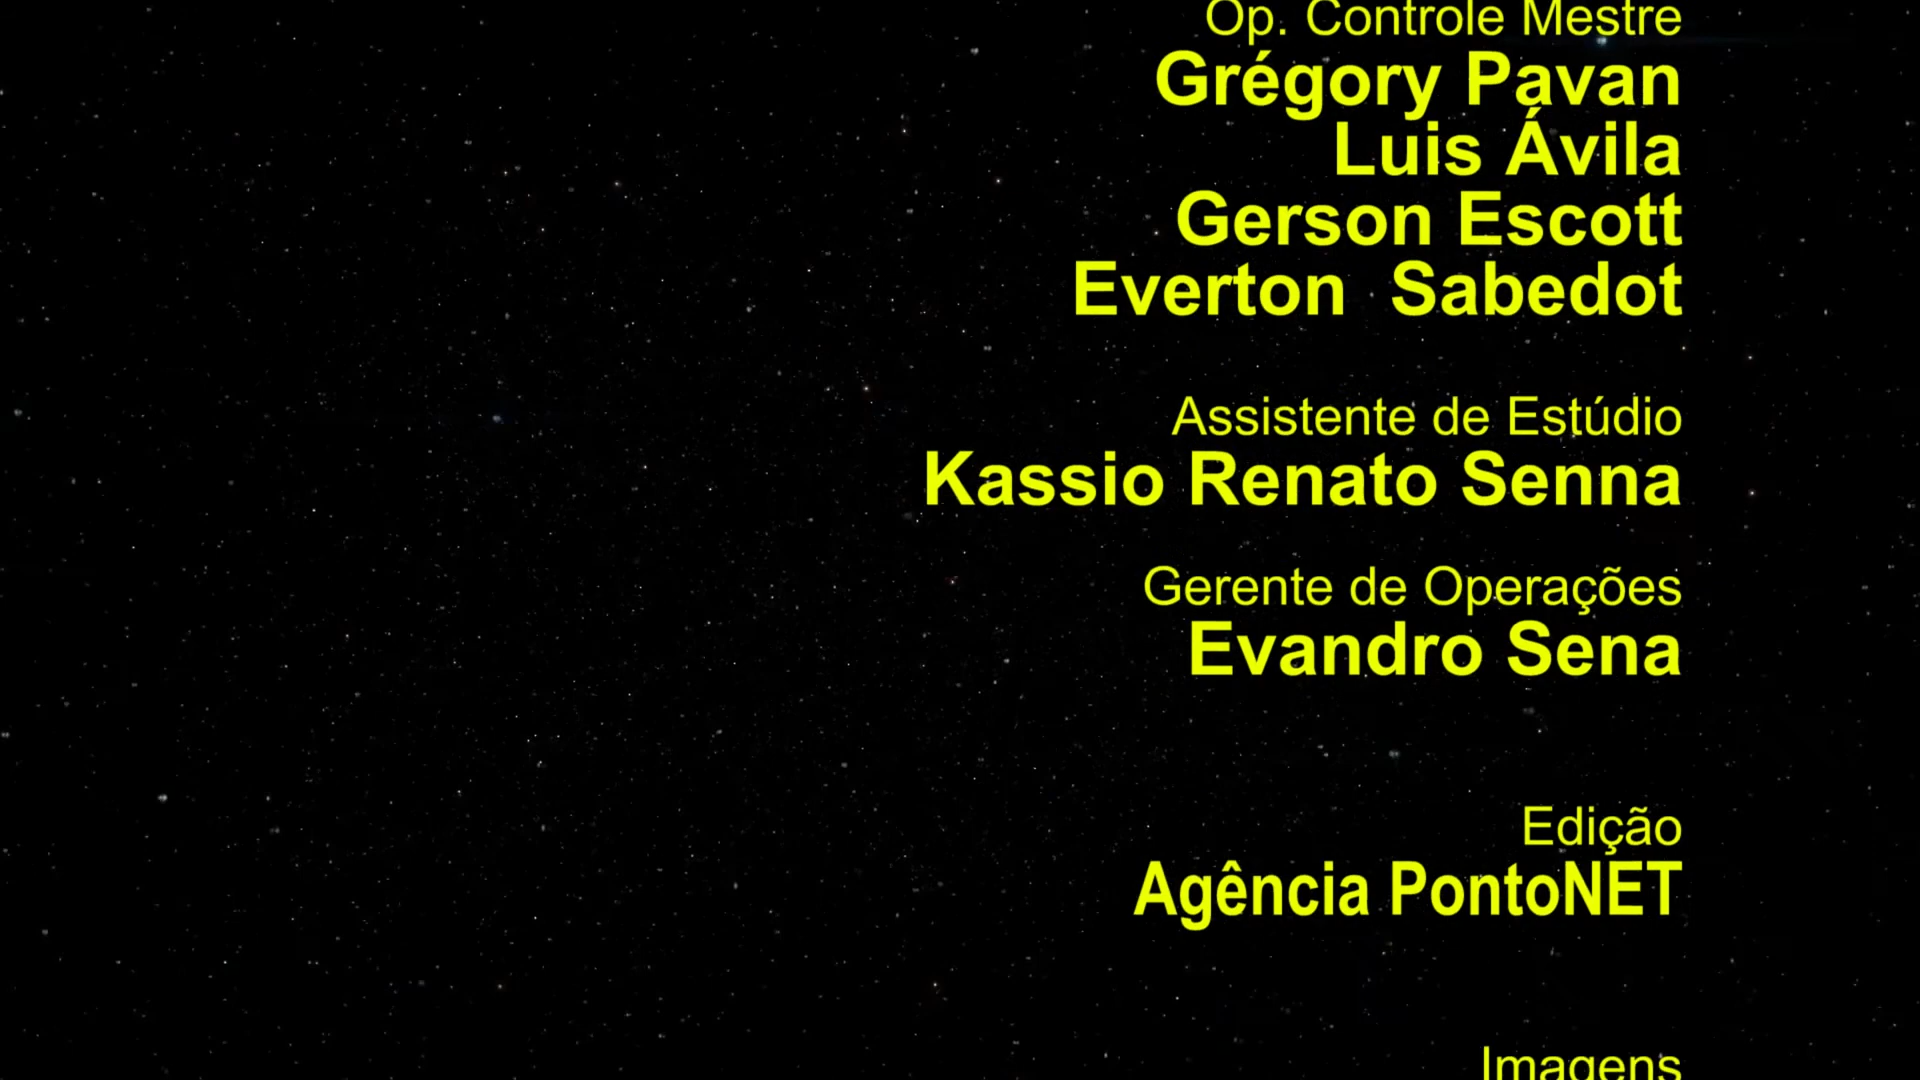 Op. Controle Mestre
Grégory Pavan
Luis Ávila
Gerson Escott
Everton  Sabedot
Assistente de Estúdio
Kassio Renato Senna
Gerente de Operações
Evandro Sena
Edição
Agência PontoNET
Imagens